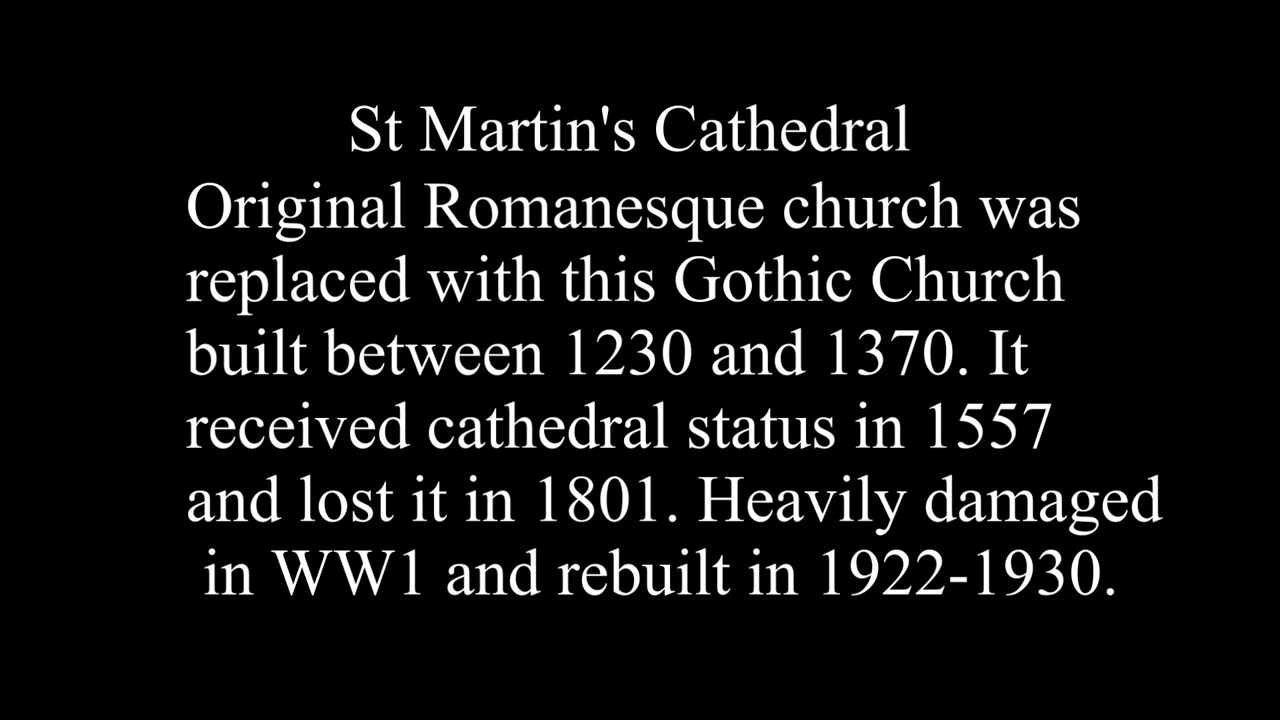 St Martin's Cathedral
Original Romanesque church was
replaced with this Gothic Church
built between 1230 and 1370. It
received cathedral status in 1557
and lost it in 1801. Heavily damaged
in WW1 and rebuilt in 1922-1930.